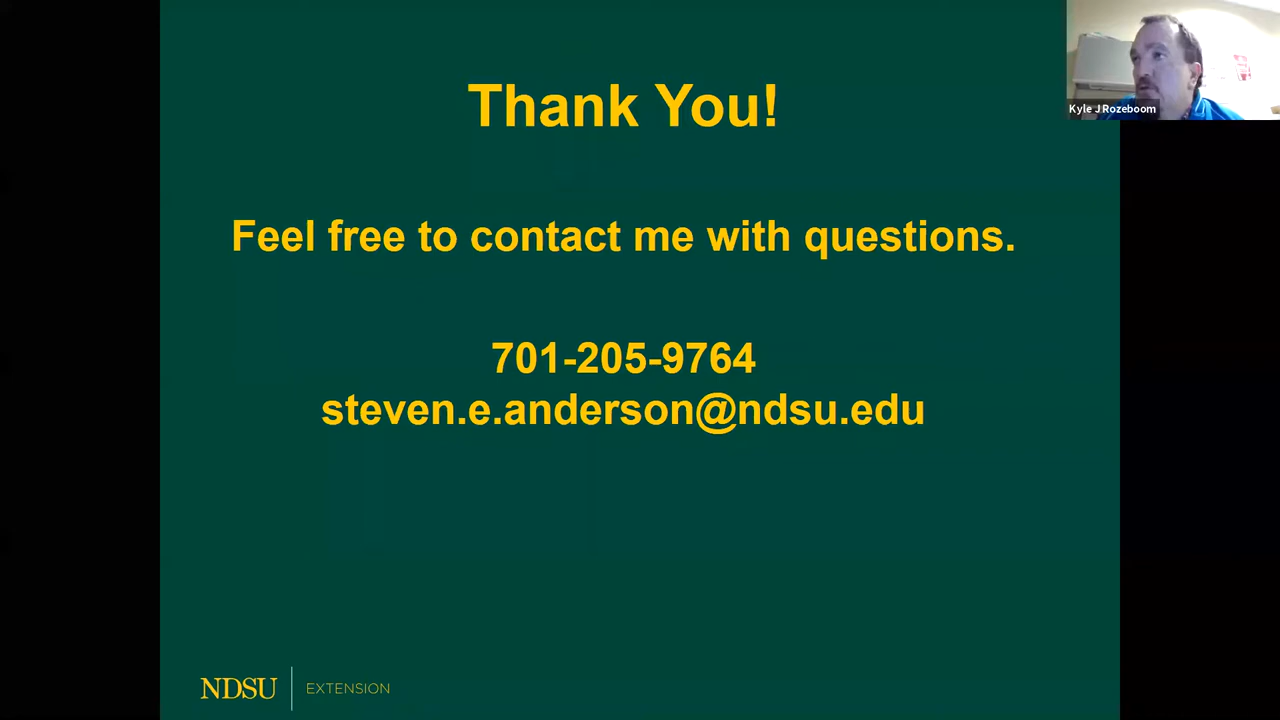 Thank You!
Kyle J Rozeboom
Feel free to contact me with questions.
701-205-9764
steven.e.anderson@ndsu.edu
NDSU EXTENSION